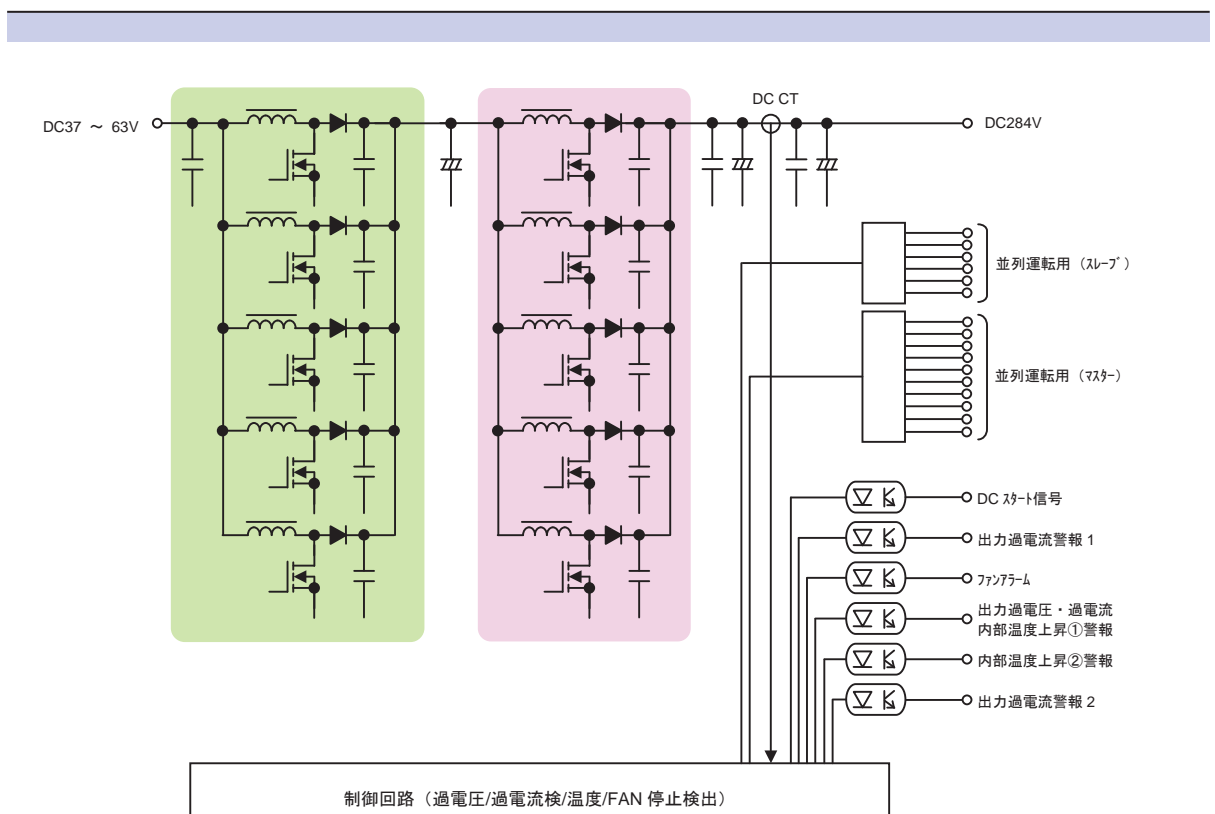 DC CT
DC37 ～ 63V
DC284V
並列運転用（ｽﾚｰﾌﾞ）
並列運転用（ﾏｽﾀｰ）
DC ｽﾀｰﾄ信号
出力過電流警報 1
ﾌｧﾝｱﾗｰﾑ
出力過電圧・過電流
内部温度上昇①警報
内部温度上昇②警報
出力過電流警報 2
制御回路（過電圧/過電流検/温度/FAN 停止検出）